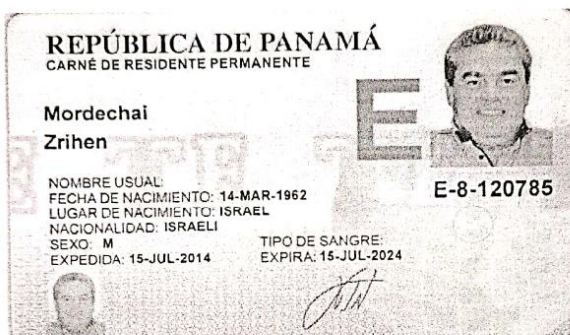 REPÚBLICA DE PANAMÁ
CARNÉ DE RESIDENTE PERMANENTE
Mordechai
Zrihen
E
E-8-120785
NOMBRE USUAL:
FECHA DE NACIMIENTO: 14-MAR-1962
LUGAR DE NACIMIENTO: ISRAEL
NACIONALIDAD: ISRAELI
SEXO: M TIPO DE SANGRE:
EXPEDIDA: 15-JUL-2014 EXPIRA: 15-JUL-2024